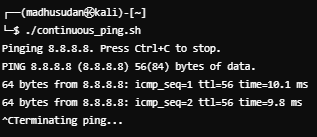 ┌──(madhusudan㉿kali)-[~]
└─$ ./continuous_ping.sh
Pinging 8.8.8.8. Press Ctrl+C to stop.
PING 8.8.8.8 (8.8.8.8) 56(84) bytes of data.
64 bytes from 8.8.8.8: icmp_seq=1 ttl=56 time=10.1 ms
64 bytes from 8.8.8.8: icmp_seq=2 ttl=56 time=9.8 ms
^CTerminating ping...